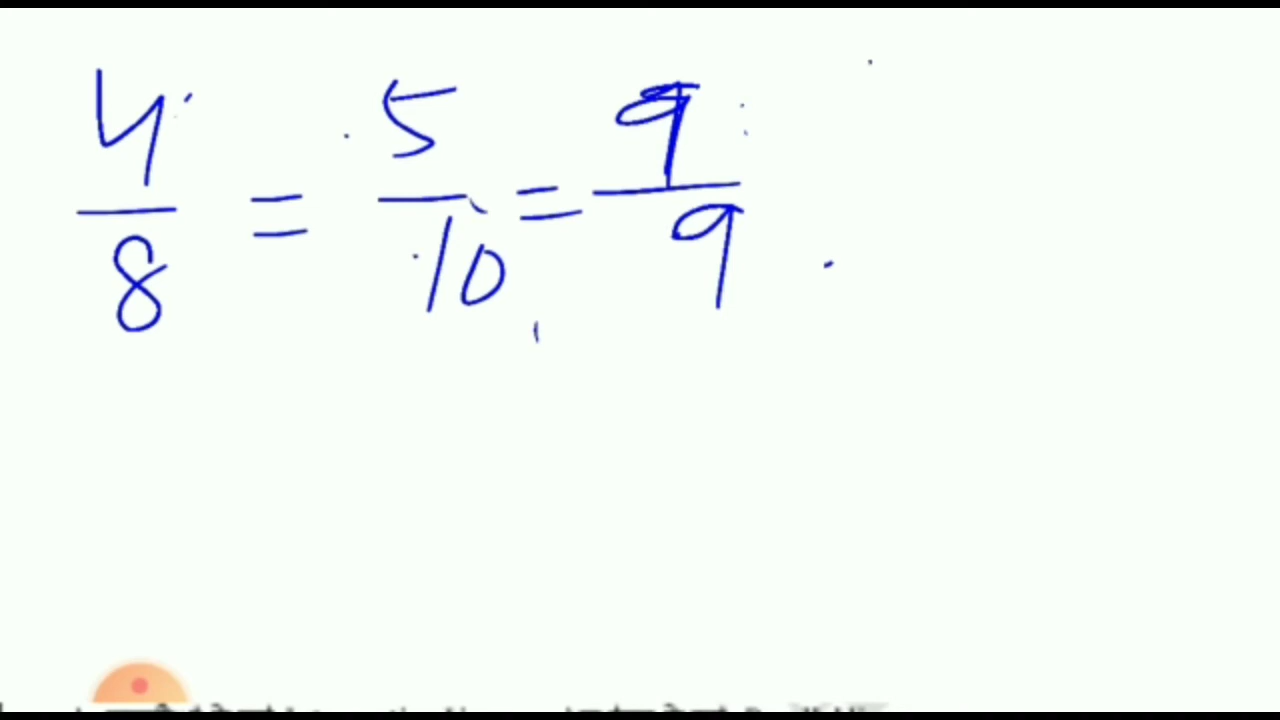 4/8 = 5/10 = 9/9